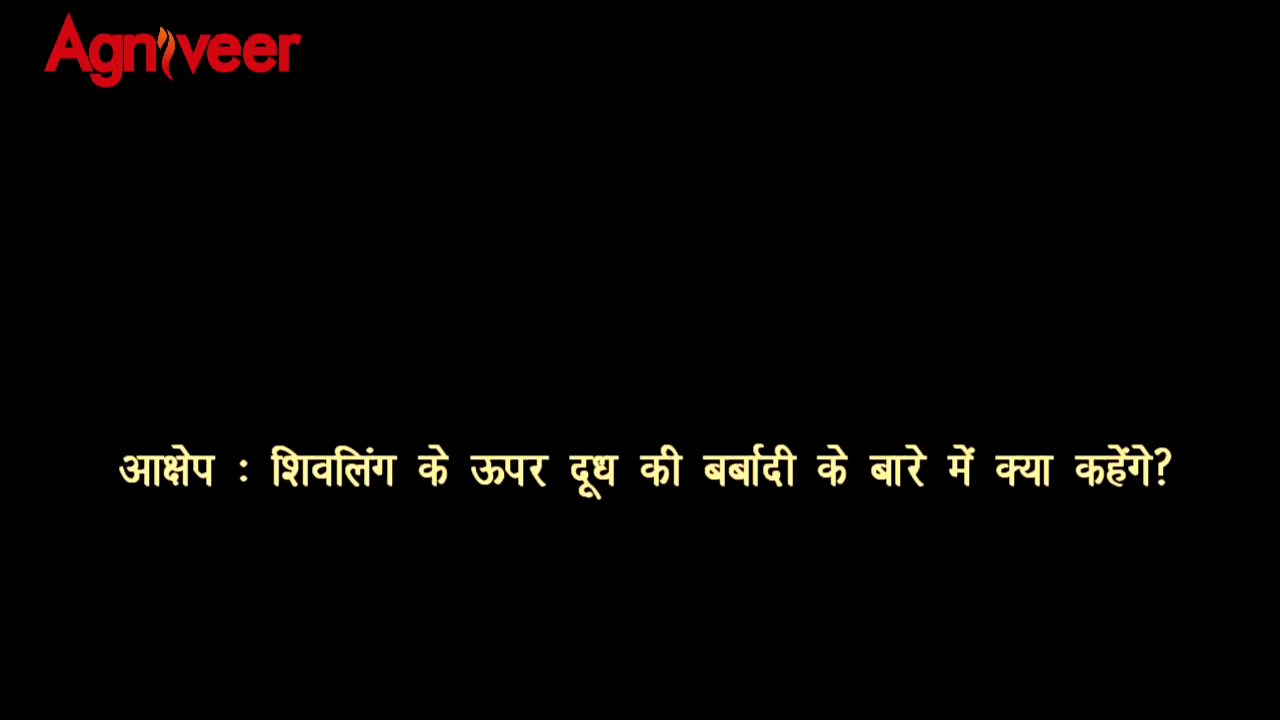 Agniveer
आक्षेप : शिवलिंग के ऊपर दूध की बर्बादी के बारे में क्या कहेंगे?